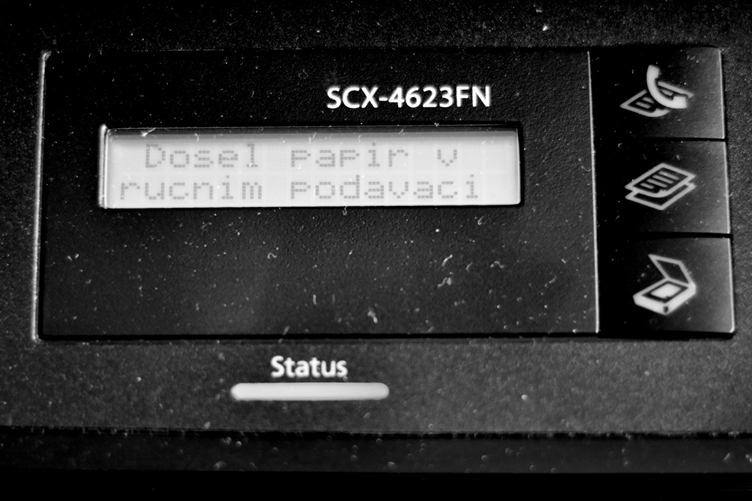 SCX-4623FN
Dosel papir v
rucnim podavaci
Status